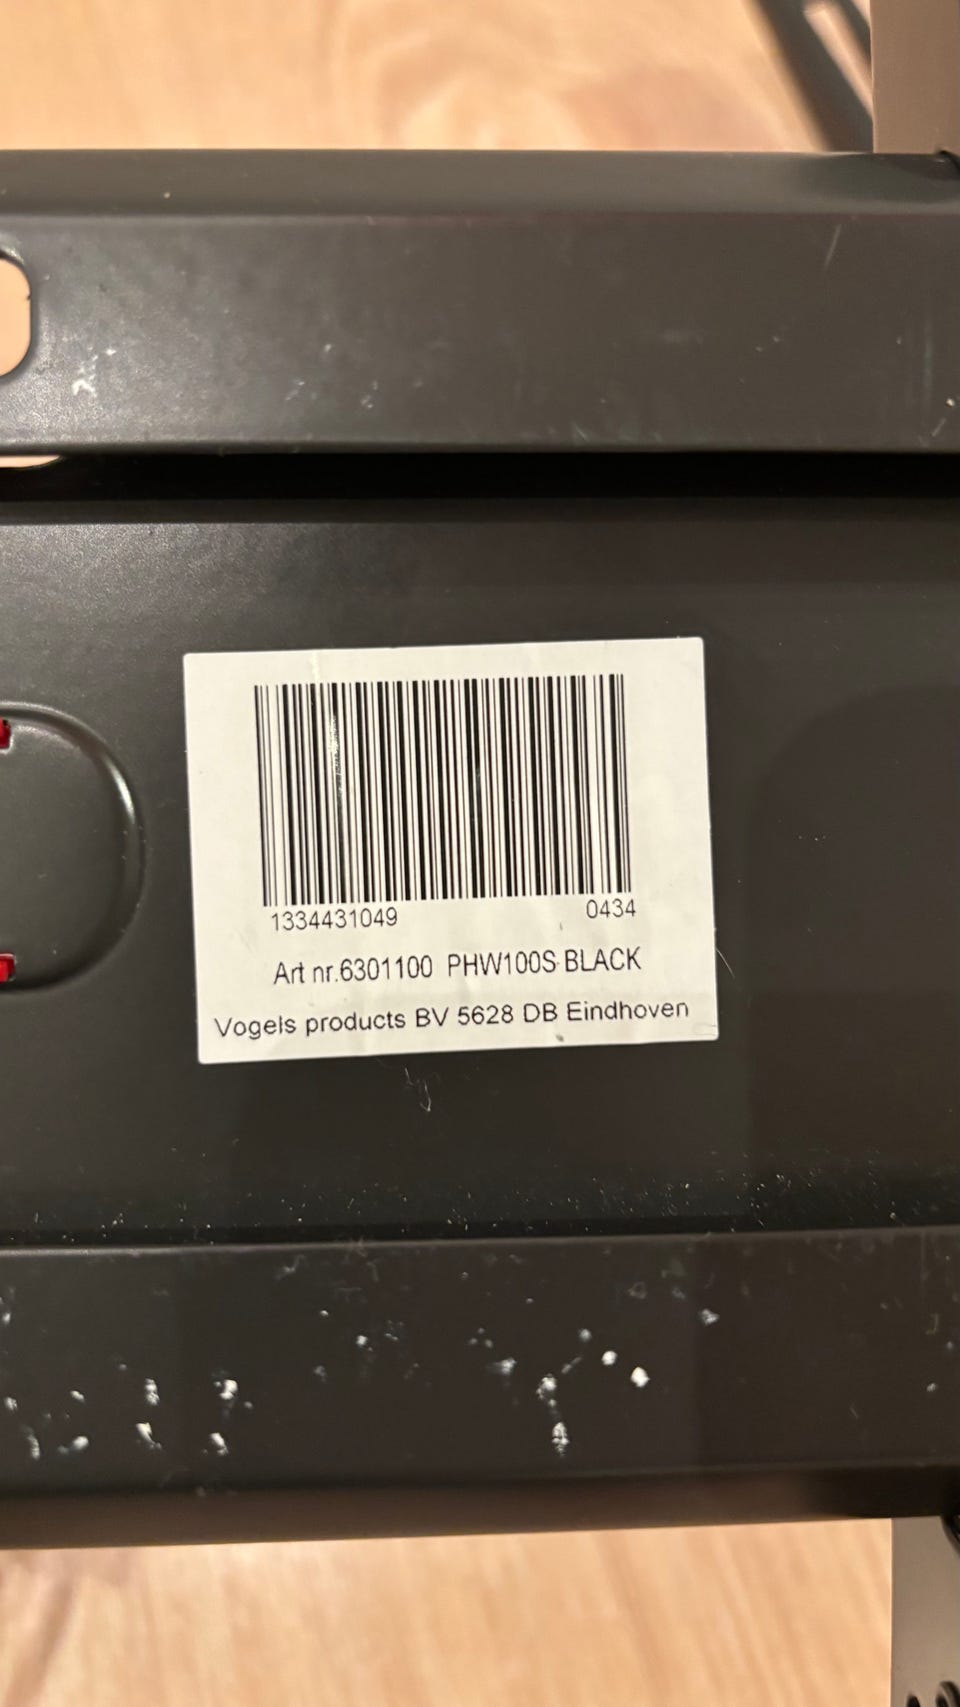 1334431049 0434
Art nr.6301100 PHW100S BLACK
Vogels products BV 5628 DB Eindhoven